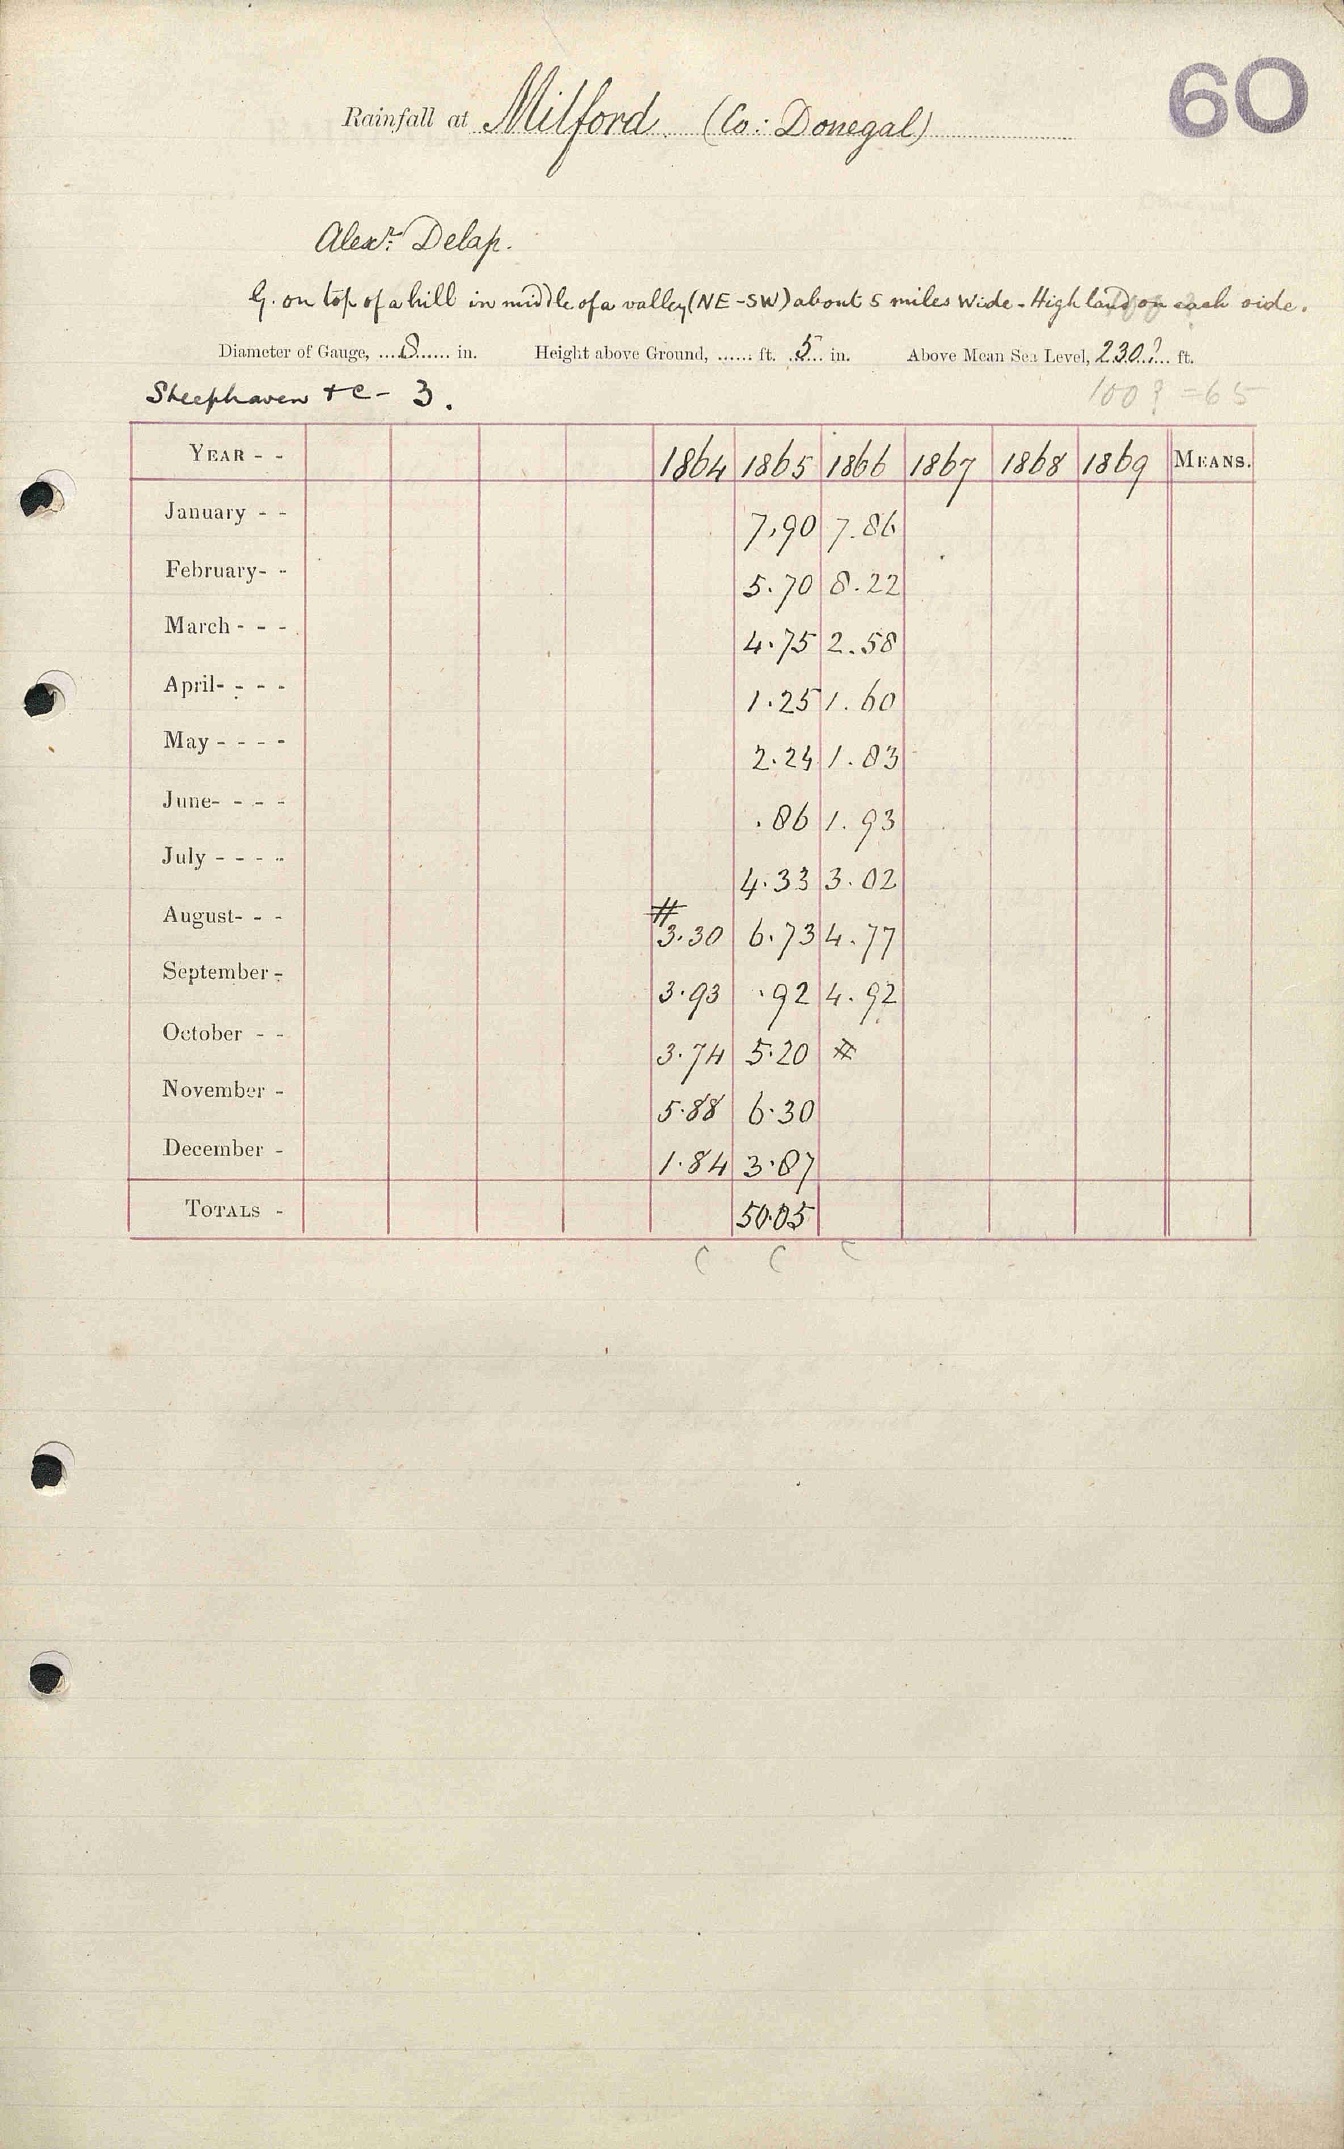 60
Rainfall at Milford (Co: Donegal)
Alexr: Delap.
G. on top of a hill in middle of a valley (NE-SW) about 5 miles wide - High land on each side.
Diameter of Gauge, 8 in. Height above Ground, ft. 5 in. Above Mean Sea Level, 230? ft.
Sheephaven +c- 3. 100? =65
YEAR 1864 1865 1866 1867 1868 1869 MEANS.
January 7.90 7.86
February 5.70 8.22
March 4.75 2.58
April 1.25 1.60
May 2.24 1.83
June .86 1.93
July 4.33 3.02
August # 3.30 6.73 4.77
September 3.93 .92 4.92
October 3.74 5.20 #
November 5.88 6.30
December 1.84 3.87
TOTALS 50.05